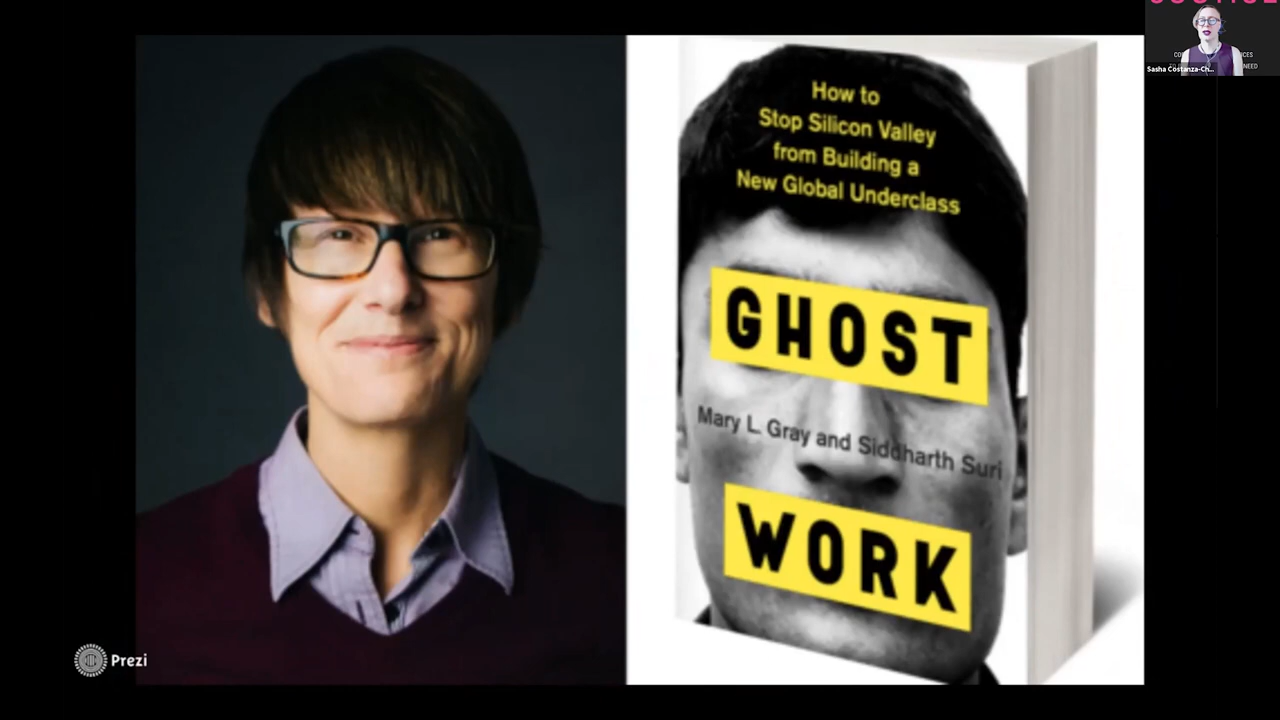 How to
Stop Silicon Valley
from Building a
New Global Underclass
GHOST
Mary L. Gray and Siddharth Suri
WORK
Prezi
Sasha Costanza-Ch...